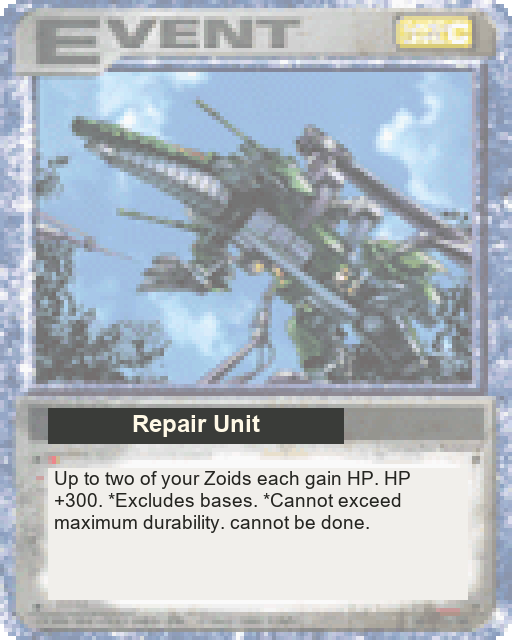 EVENT
C
Repair Unit
Up to two of your Zoids each gain HP. HP
+300. *Excludes bases. *Cannot exceed
maximum durability. cannot be done.